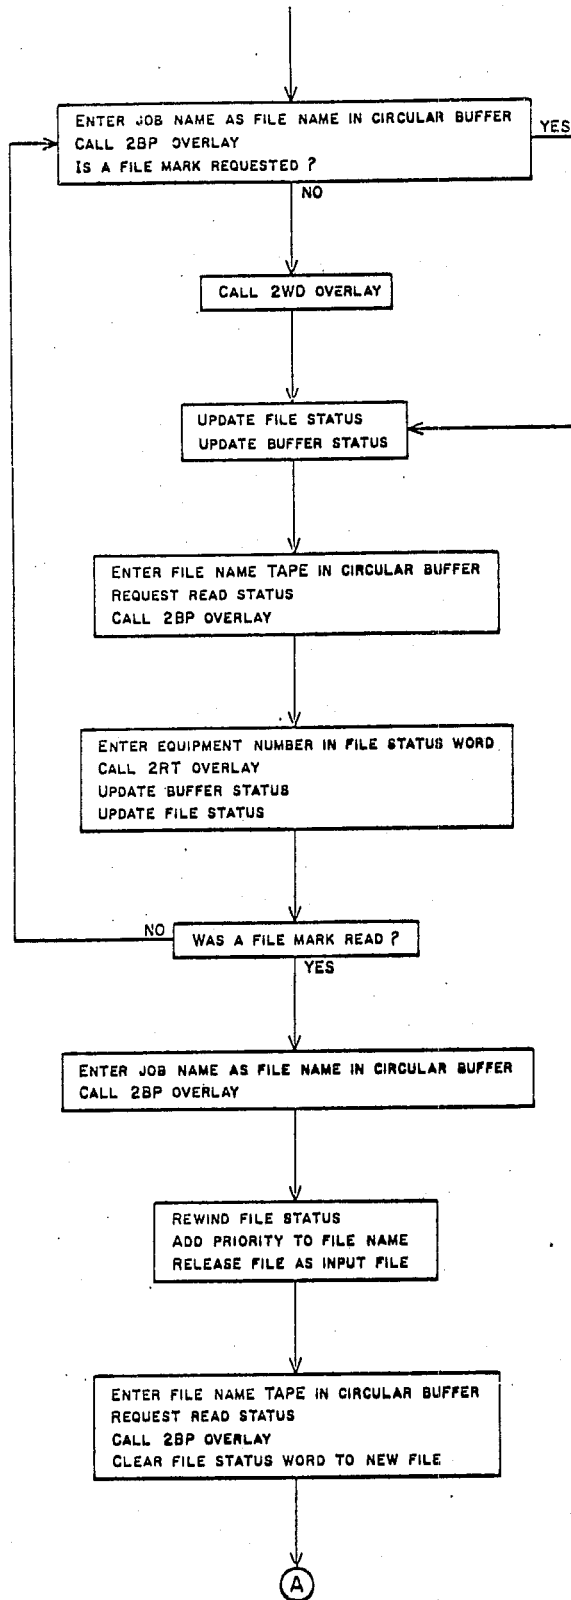 ENTER JOB NAME AS FILE NAME IN CIRCULAR BUFFER
CALL 2BP OVERLAY
IS A FILE MARK REQUESTED ?
YES
NO
CALL 2WD OVERLAY
UPDATE FILE STATUS
UPDATE BUFFER STATUS
ENTER FILE NAME TAPE IN CIRCULAR BUFFER
REQUEST READ STATUS
CALL 2BP OVERLAY
ENTER EQUIPMENT NUMBER IN FILE STATUS WORD
CALL 2RT OVERLAY
UPDATE BUFFER STATUS
UPDATE FILE STATUS
NO
WAS A FILE MARK READ ?
YES
ENTER JOB NAME AS FILE NAME IN CIRCULAR BUFFER
CALL 2BP OVERLAY
REWIND FILE STATUS
ADD PRIORITY TO FILE NAME
RELEASE FILE AS INPUT FILE
ENTER FILE NAME TAPE IN CIRCULAR BUFFER
REQUEST READ STATUS
CALL 2BP OVERLAY
CLEAR FILE STATUS WORD TO NEW FILE
A